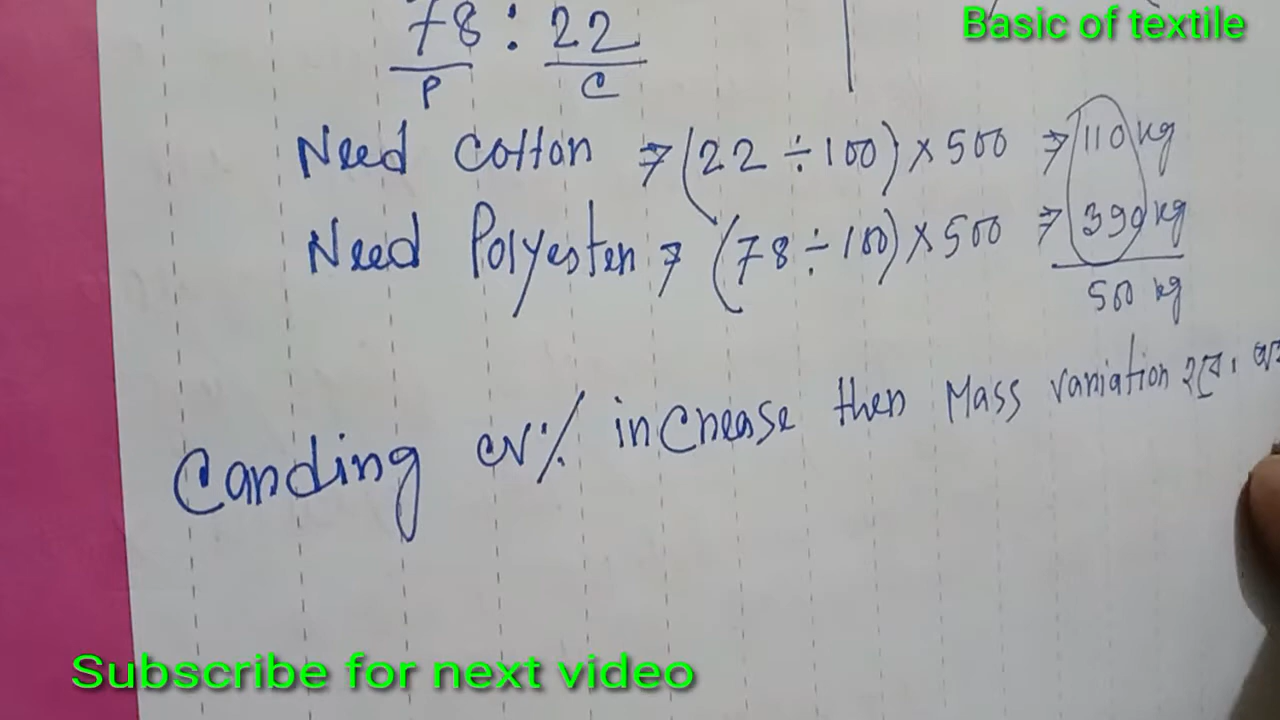 Basic of textile
78 : 22
P C
Need Cotton ⇒ (22 ÷ 100) × 500 ⇒ 110 kg
Need Polyester ⇒ (78 ÷ 100) × 500 ⇒ 390 kg
500 kg
Carding CV% increase then Mass variation হবে।
Subscribe for next video